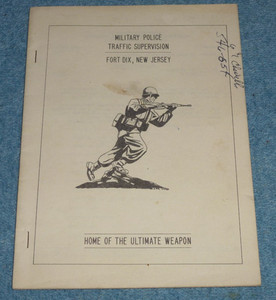 MILITARY POLICE
TRAFFIC SUPERVISION
FORT DIX, NEW JERSEY
HOME OF THE ULTIMATE WEAPON